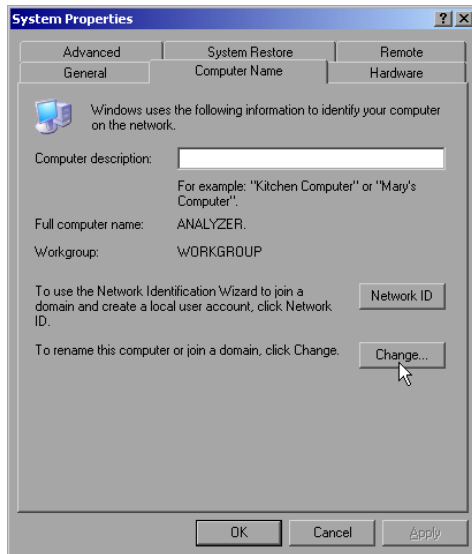 System Properties
Advanced
System Restore
Remote
General
Computer Name
Hardware
Windows uses the following information to identify your computer
on the network.
Computer description:
For example: "Kitchen Computer" or "Mary's
Computer".
Full computer name:
ANALYZER.
Workgroup:
WORKGROUP
To use the Network Identification Wizard to join a
domain and create a local user account, click Network
ID.
Network ID
To rename this computer or join a domain, click Change.
Change...
OK
Cancel
Apply